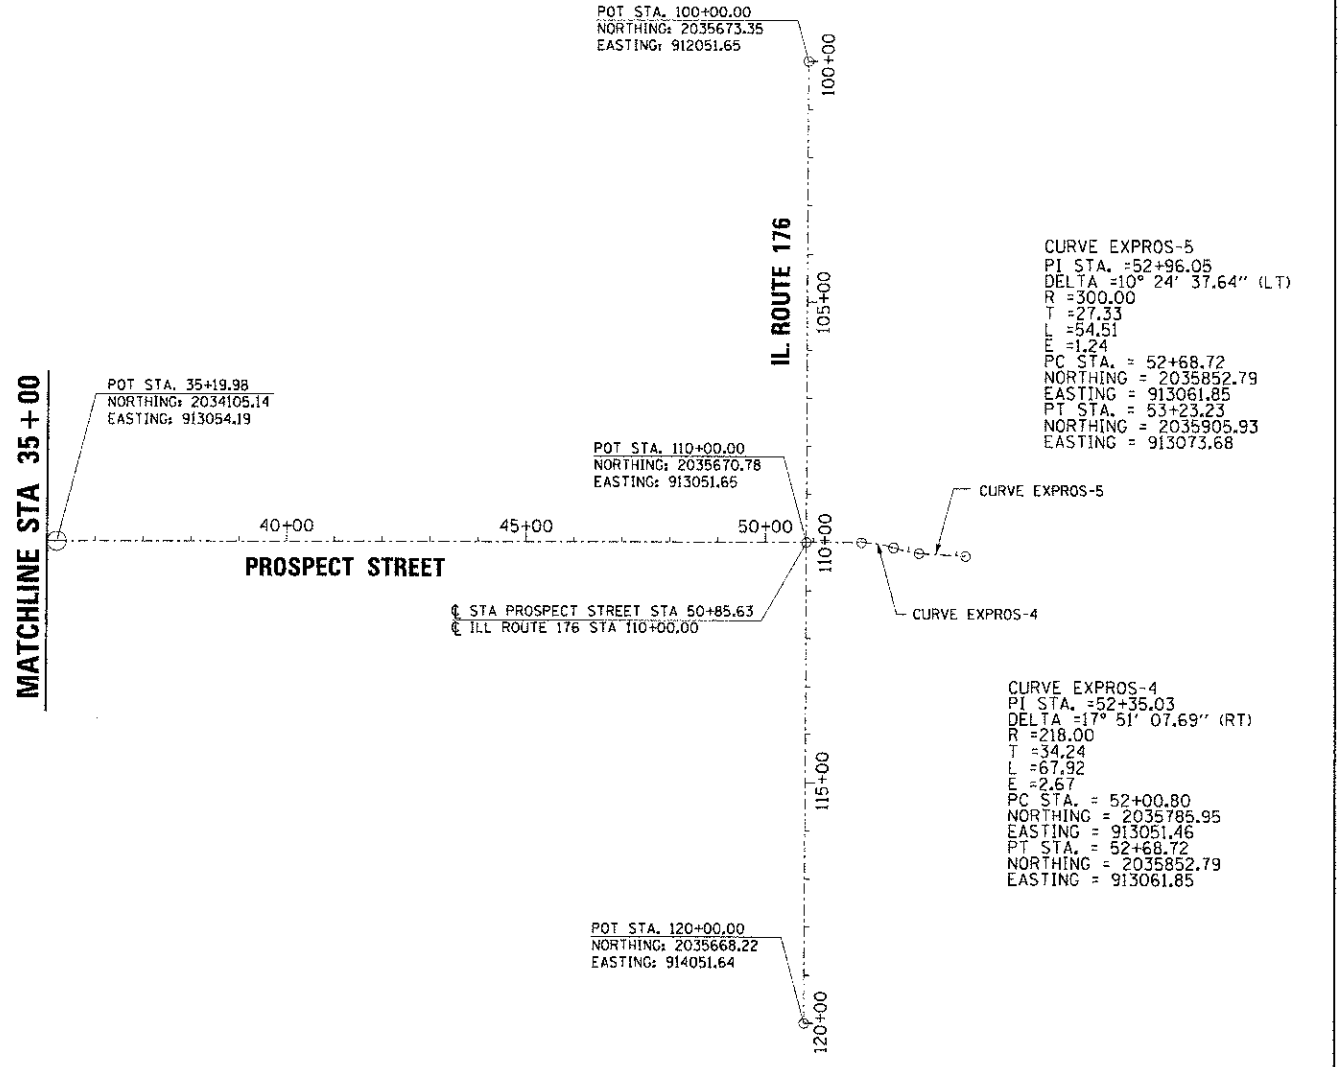 POT STA. 100+00.00
NORTHING: 2035673.35
EASTING: 912051.65
100+00
IL. ROUTE 176
105+00
CURVE EXPROS-5
PI STA. =52+96.05
DELTA =10° 24' 37.64" (LT)
R =300.00
T =27.33
L =54.51
E =1.24
PC STA. = 52+68.72
NORTHING = 2035852.79
EASTING = 913061.85
PT STA. = 53+23.23
NORTHING = 2035905.93
EASTING = 913073.68
MATCHLINE STA 35+00
POT STA. 35+19.98
NORTHING: 2034105.14
EASTING: 913054.19
POT STA. 110+00.00
NORTHING: 2035670.78
EASTING: 913051.65
CURVE EXPROS-5
40+00
45+00
50+00
110+00
PROSPECT STREET
℄ STA PROSPECT STREET STA 50+85.63
℄ ILL ROUTE 176 STA 110+00.00
CURVE EXPROS-4
CURVE EXPROS-4
PI STA. =52+35.03
DELTA =17° 51' 07.69" (RT)
R =218.00
T =34.24
L =67.92
E =2.67
PC STA. = 52+00.80
NORTHING = 2035785.95
EASTING = 913051.46
PT STA. = 52+68.72
NORTHING = 2035852.79
EASTING = 913061.85
115+00
POT STA. 120+00.00
NORTHING: 2035668.22
EASTING: 914051.64
120+00